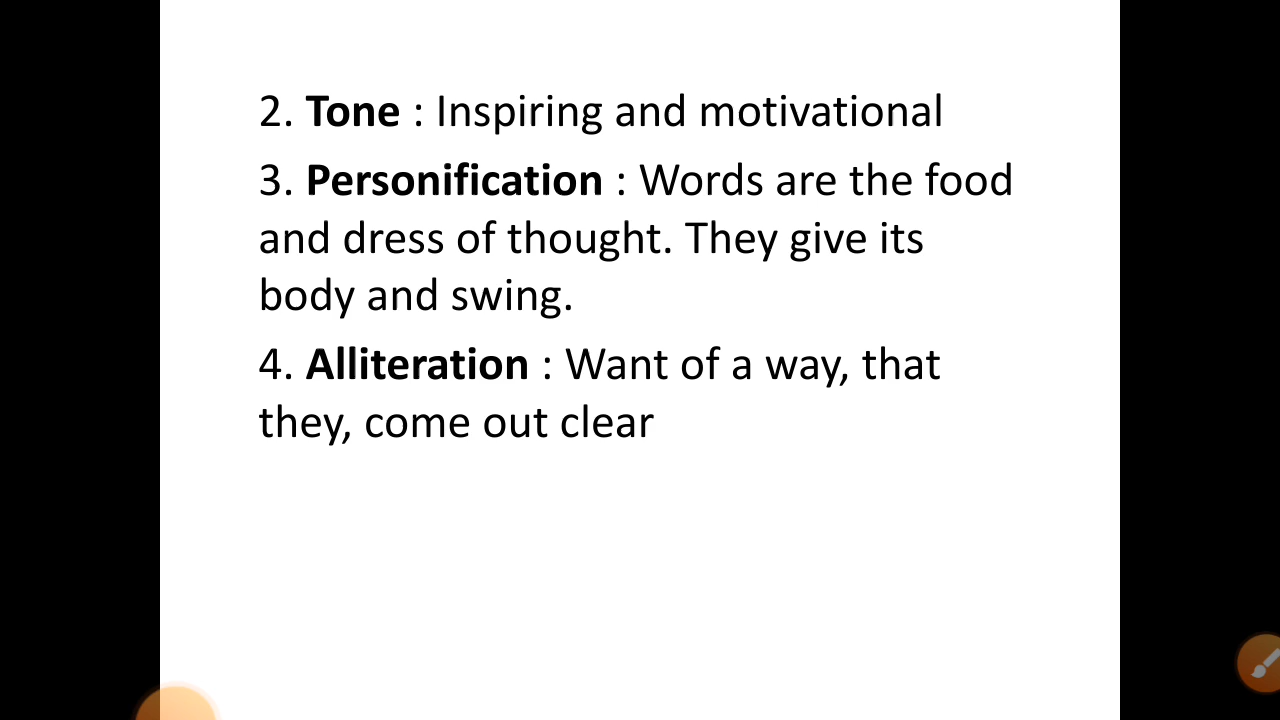 2. Tone : Inspiring and motivational
3. Personification : Words are the food
and dress of thought. They give its
body and swing.
4. Alliteration : Want of a way, that
they, come out clear